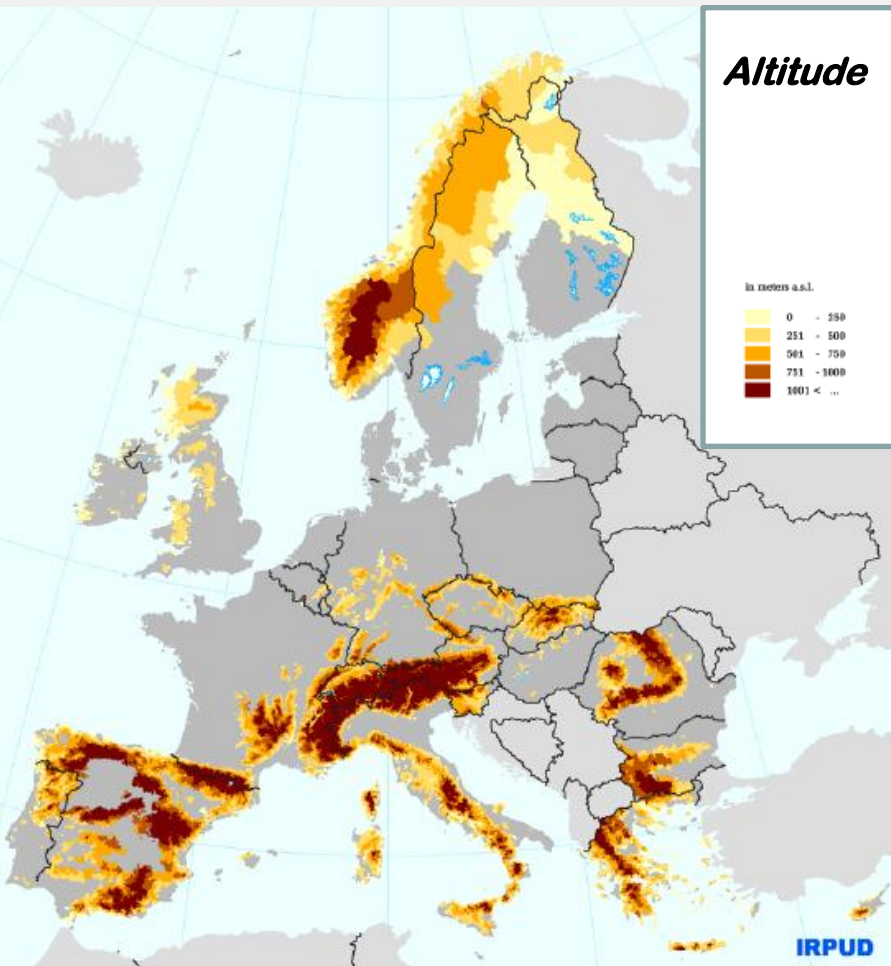 Altitude
in meters a.s.l.
0 - 250
251 - 500
501 - 750
751 - 1000
1001 < ...
IRPUD